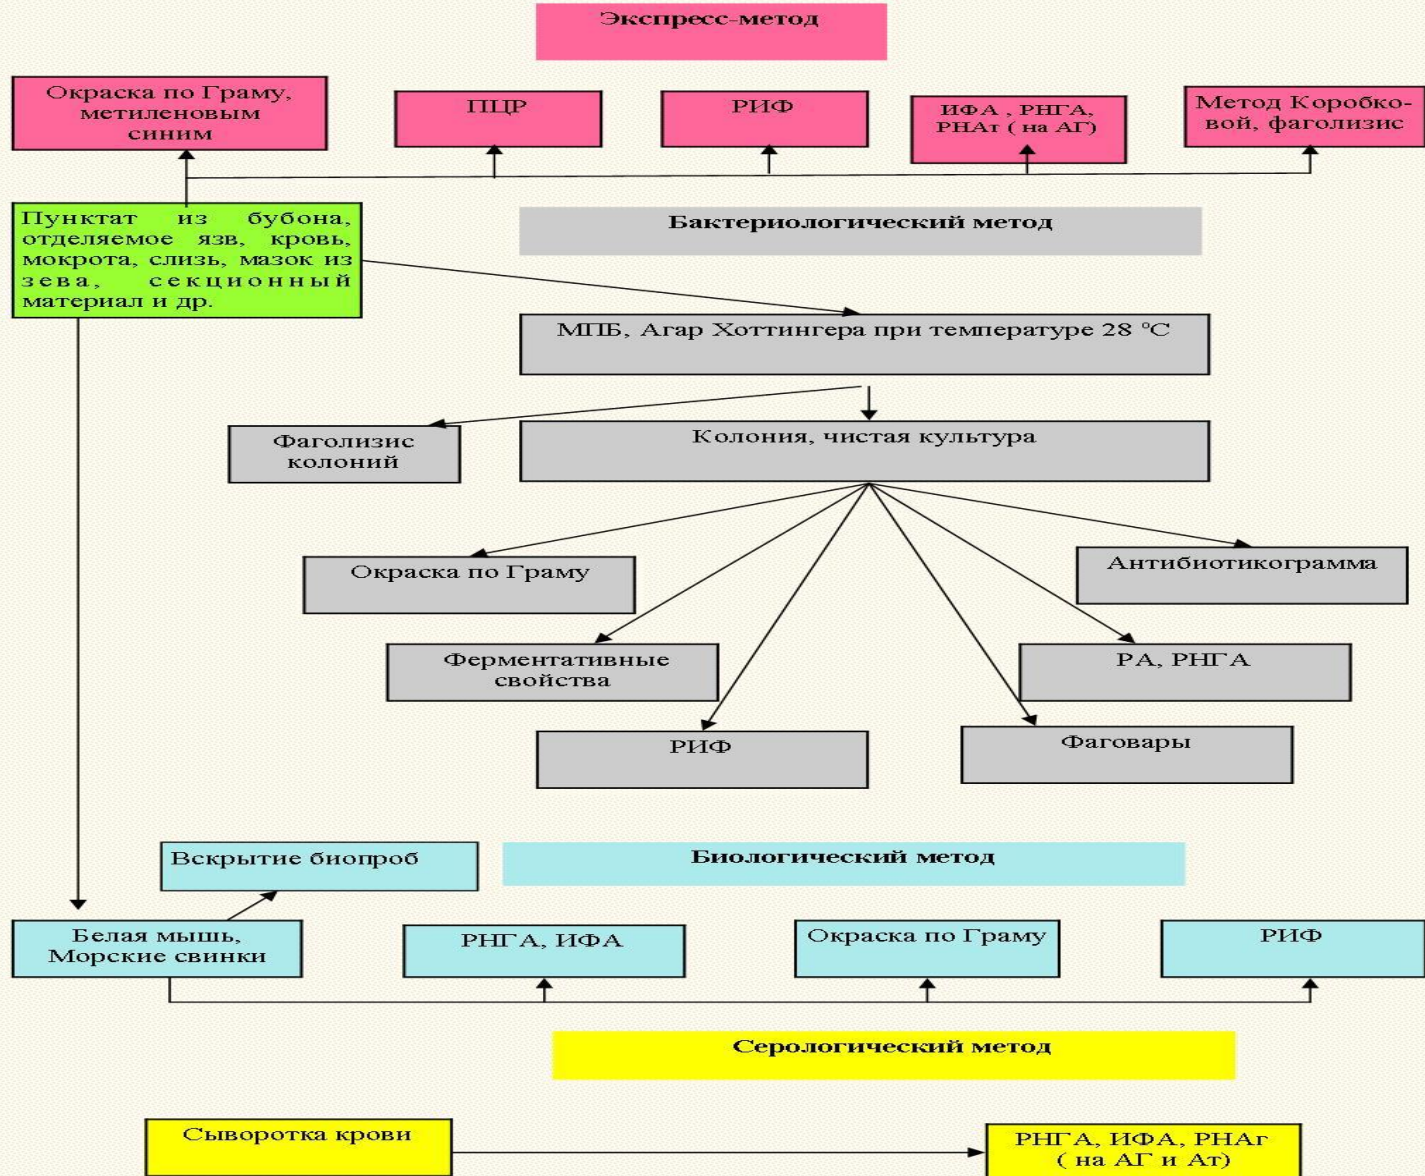 Экспресс-метод
Окраска по Граму,
метиленовым
синим
ПЦР
РИФ
ИФА , РНГА,
РНАт ( на АГ)
Метод Коробко-
вой, фаголизис
Пунктат из бубона,
отделяемое язв, кровь,
мокрота, слизь, мазок из
зева, секционный
материал и др.
Бактериологический метод
МПБ, Агар Хоттингера при температуре 28 °С
Фаголизис
колоний
Колония, чистая культура
Окраска по Граму
Антибиотикограмма
Ферментативные
свойства
РА, РНГА
РИФ
Фаговары
Вскрытие биопроб
Биологический метод
Белая мышь,
Морские свинки
РНГА, ИФА
Окраска по Граму
РИФ
Серологический метод
Сыворотка крови
РНГА, ИФА, РНАг
( на АГ и Ат)